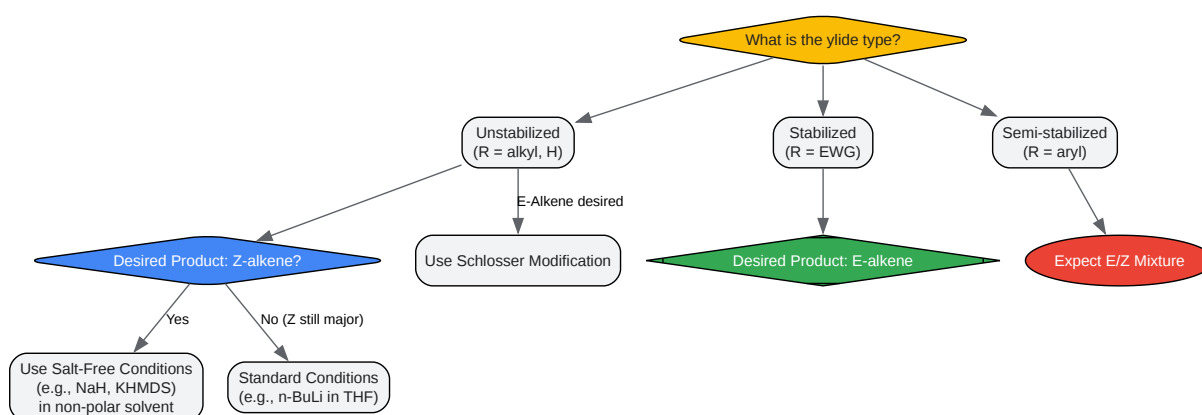 What is the ylide type?
Unstabilized
(R = alkyl, H)
Stabilized
(R = EWG)
Semi-stabilized
(R = aryl)
E-Alkene desired
Desired Product: Z-alkene?
Use Schlosser Modification
Desired Product: E-alkene
Expect E/Z Mixture
Yes
No (Z still major)
Use Salt-Free Conditions
(e.g., NaH, KHMDS)
in non-polar solvent
Standard Conditions
(e.g., n-BuLi in THF)